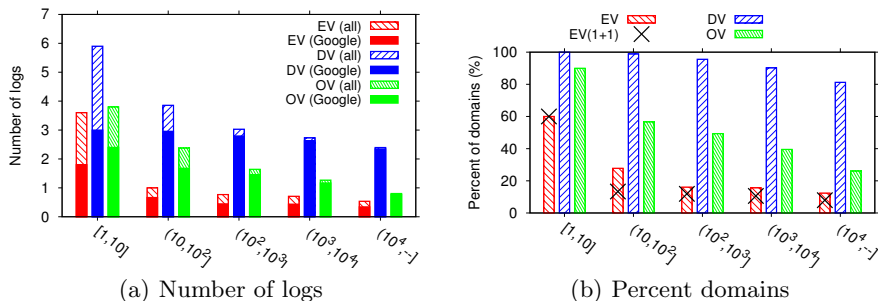 Number of logs
7
6
5
4
3
2
1
0
EV (all)
EV (Google)
DV (all)
DV (Google)
OV (all)
OV (Google)
[1,10]
(10,10²]
(10²,10³]
(10³,10⁴]
(10⁴,-]
(a) Number of logs
EV
EV(1+1)
DV
OV
Percent of domains (%)
100
80
60
40
20
0
[1,10]
(10,10²]
(10²,10³]
(10³,10⁴]
(10⁴,-]
(b) Percent domains